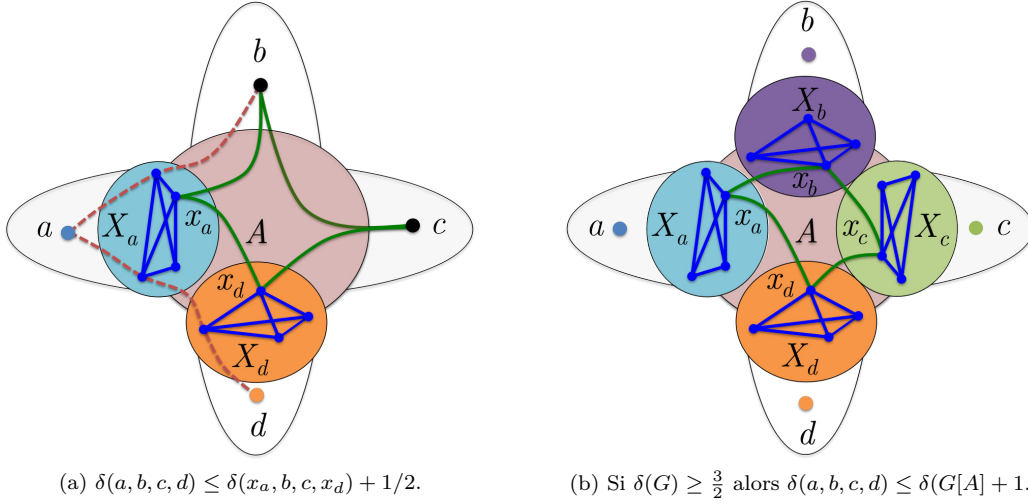 b
a
X_a
x_a
A
c
x_d
X_d
d
(a) δ(a, b, c, d) ≤ δ(x_a, b, c, x_d) + 1/2.
b
X_b
x_b
a
X_a
x_a
A
x_c
X_c
c
x_d
X_d
d
(b) Si δ(G) ≥ 3/2 alors δ(a, b, c, d) ≤ δ(G[A] + 1.